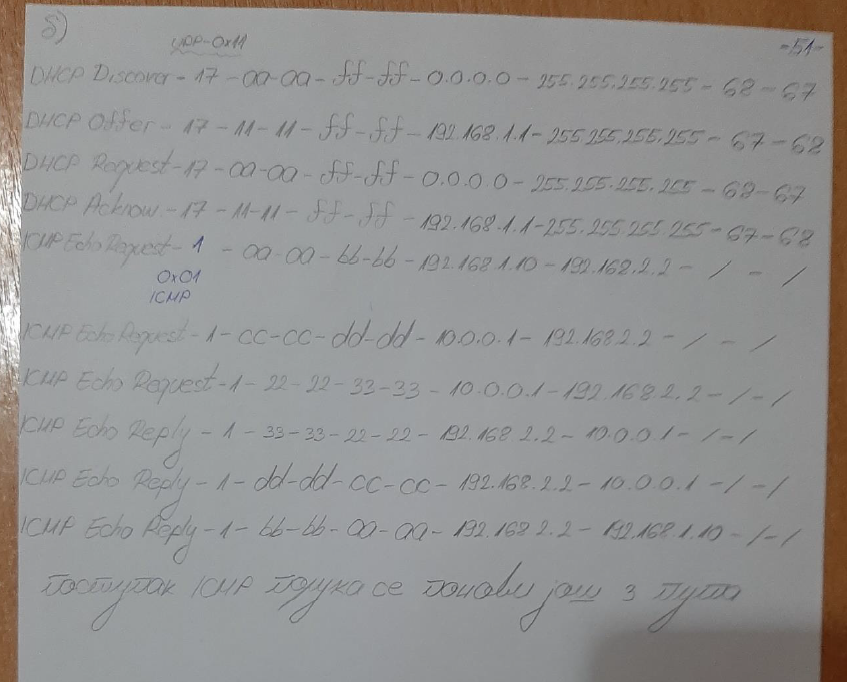 б)
UDP-0x11
-51-
DHCP Discover - 17 - aa-aa - ff-ff - 0.0.0.0 - 255.255.255.255 - 68 - 67
DHCP Offer - 17 - 11-11 - ff-ff - 192.168.1.1 - 255.255.255.255 - 67 - 68
DHCP Request - 17 - aa-aa - ff-ff - 0.0.0.0 - 255.255.255.255 - 68 - 67
DHCP Acknow. - 17 - 11-11 - ff-ff - 192.168.1.1 - 255.255.255.255 - 67 - 68
ICMP Echo Request - 1 - aa-aa - bb-bb - 192.168.1.10 - 192.168.2.2 - / - /
0x01
ICMP
ICMP Echo Request - 1 - cc-cc - dd-dd - 10.0.0.1 - 192.168.2.2 - / - /
ICMP Echo Request - 1 - 22-22 - 33-33 - 10.0.0.1 - 192.168.2.2 - / - /
ICMP Echo Reply - 1 - 33-33 - 22-22 - 192.168.2.2 - 10.0.0.1 - / - /
ICMP Echo Reply - 1 - dd-dd - cc-cc - 192.168.2.2 - 10.0.0.1 - / - /
ICMP Echo Reply - 1 - bb-bb - aa-aa - 192.168.2.2 - 192.168.1.10 - / - /
поступак ICMP порука се понови још 3 пута